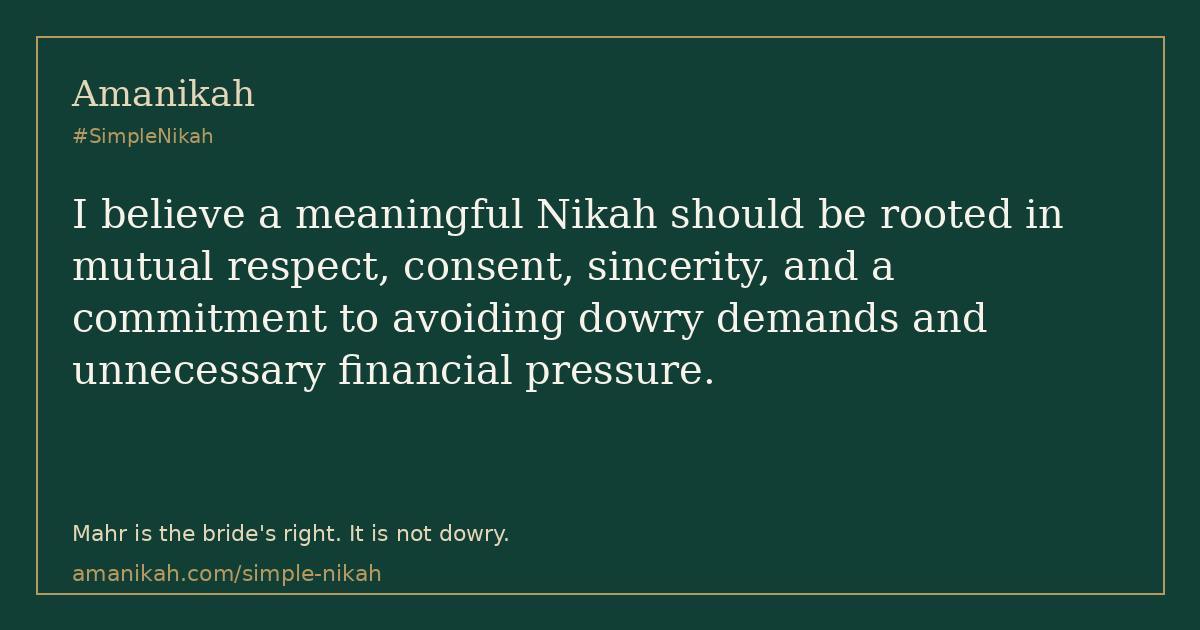 Amanikah
#SimpleNikah
I believe a meaningful Nikah should be rooted in
mutual respect, consent, sincerity, and a
commitment to avoiding dowry demands and
unnecessary financial pressure.
Mahr is the bride's right. It is not dowry.
amanikah.com/simple-nikah